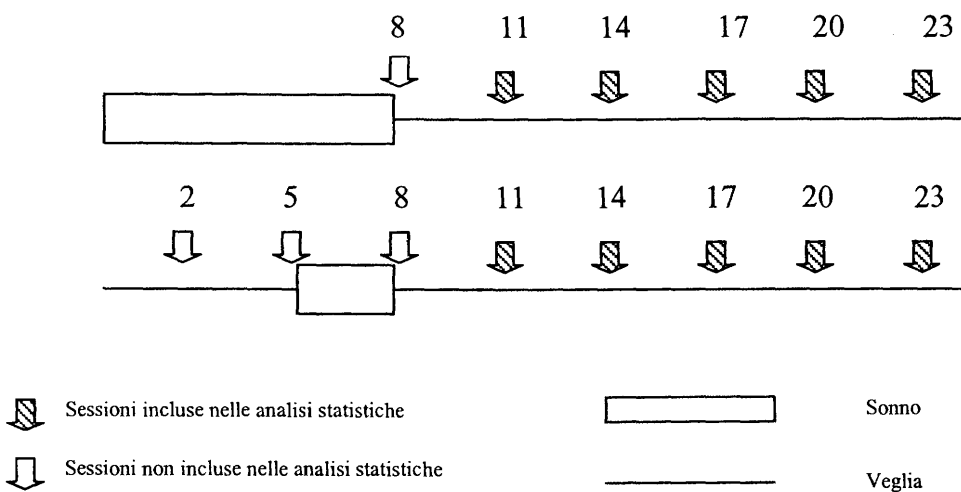 8 11 14 17 20 23
2 5 8 11 14 17 20 23
Sessioni incluse nelle analisi statistiche Sonno
Sessioni non incluse nelle analisi statistiche Veglia